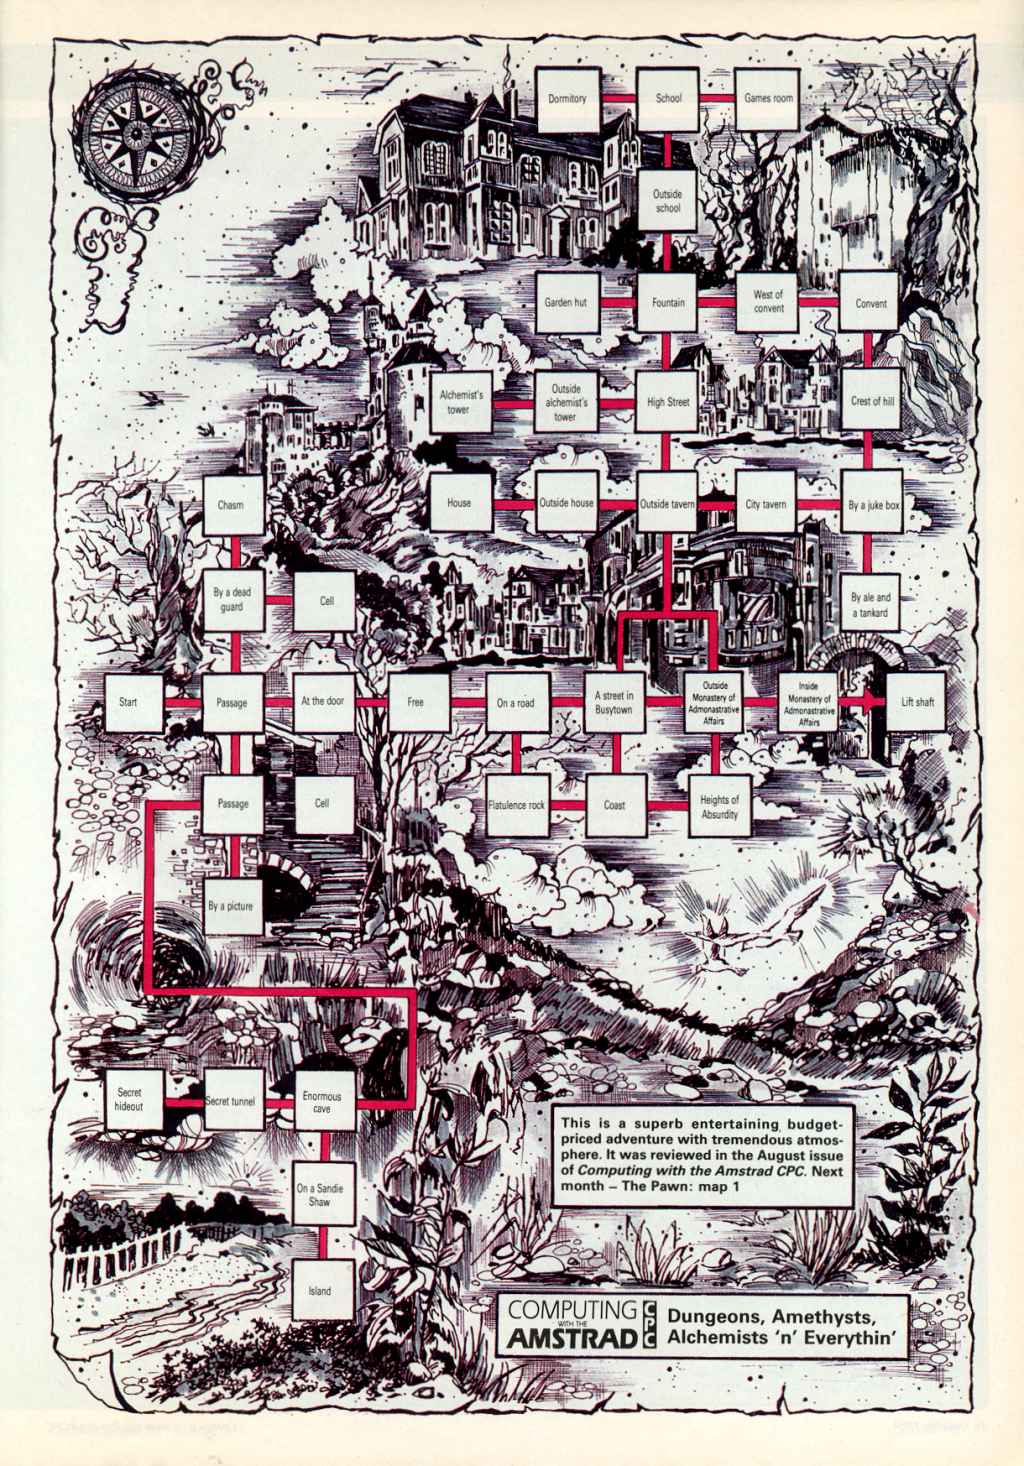 Dormitory
School
Games room
Outside
school
Garden hut
Fountain
West of
convent
Convent
Alchemist's
tower
Outside
alchemist's
tower
High Street
Crest of hill
Chasm
House
Outside house
Outside tavern
City tavern
By a juke box
By a dead
guard
Cell
By ale and
a tankard
Start
Passage
At the door
Free
On a road
A street in
Busytown
Outside
Monastery of
Admonastrative
Affairs
Inside
Monastery of
Admonastrative
Affairs
Lift shaft
Passage
Cell
Flatulence rock
Coast
Heights of
Absurdity
By a picture
Secret
hideout
Secret tunnel
Enormous
cave
On a Sandie
Shaw
Island
This is a superb entertaining budget-
priced adventure with tremendous atmos-
phere. It was reviewed in the August issue
of Computing with the Amstrad CPC. Next
month – The Pawn: map 1
COMPUTING
WITH THE
AMSTRAD
CPC
Dungeons, Amethysts,
Alchemists 'n' Everythin'